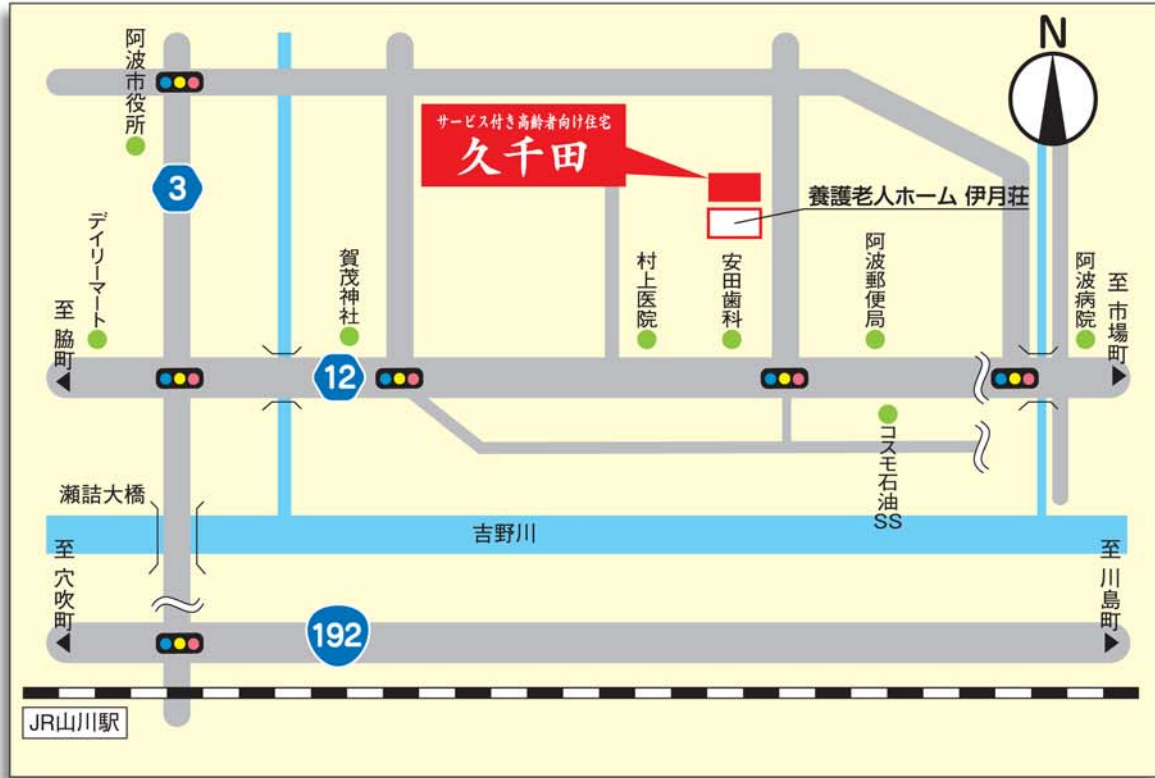 N
阿波市役所
サービス付き高齢者向け住宅
久千田
3
養護老人ホーム 伊月荘
デイリーマート
賀茂神社
村上医院
安田歯科
阿波郵便局
阿波病院
至 脇町
至 市場町
12
コスモ石油SS
瀬詰大橋
吉野川
至 穴吹町
至 川島町
192
JR山川駅